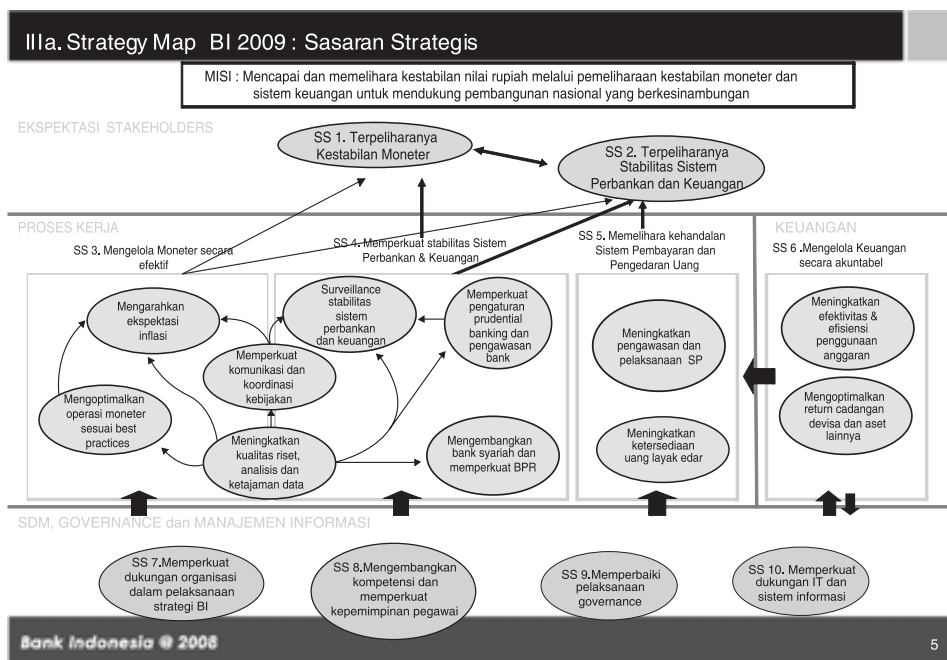 IIIa. Strategy Map BI 2009 : Sasaran Strategis
MISI : Mencapai dan memelihara kestabilan nilai rupiah melalui pemeliharaan kestabilan moneter dan
sistem keuangan untuk mendukung pembangunan nasional yang berkesinambungan
EKSPEKTASI STAKEHOLDERS
SS 1. Terpeliharanya
Kestabilan Moneter
SS 2. Terpeliharanya
Stabilitas Sistem
Perbankan dan Keuangan
PROSES KERJA
SS 3. Mengelola Moneter secara
efektif
SS 4. Memperkuat stabilitas Sistem
Perbankan & Keuangan
SS 5. Memelihara kehandalan
Sistem Pembayaran dan
Pengedaran Uang
KEUANGAN
SS 6 .Mengelola Keuangan
secara akuntabel
Mengarahkan
ekspektasi
inflasi
Surveillance
stabilitas
sistem
perbankan
dan keuangan
Memperkuat
pengaturan
prudential
banking dan
pengawasan
bank
Memperkuat
komunikasi dan
koordinasi
kebijakan
Mengoptimalkan
operasi moneter
sesuai best
practices
Meningkatkan
kualitas riset,
analisis dan
ketajaman data
Mengembangkan
bank syariah dan
memperkuat BPR
Meningkatkan
pengawasan dan
pelaksanaan SP
Meningkatkan
ketersediaan
uang layak edar
Meningkatkan
efektivitas &
efisiensi
penggunaan
anggaran
Mengoptimalkan
return cadangan
devisa dan aset
lainnya
SDM, GOVERNANCE dan MANAJEMEN INFORMASI
SS 7.Memperkuat
dukungan organisasi
dalam pelaksanaan
strategi BI
SS 8.Mengembangkan
kompetensi dan
memperkuat
kepemimpinan pegawai
SS 9.Memperbaiki
pelaksanaan
governance
SS 10. Memperkuat
dukungan IT dan
sistem informasi
Bank Indonesia @ 2008
5